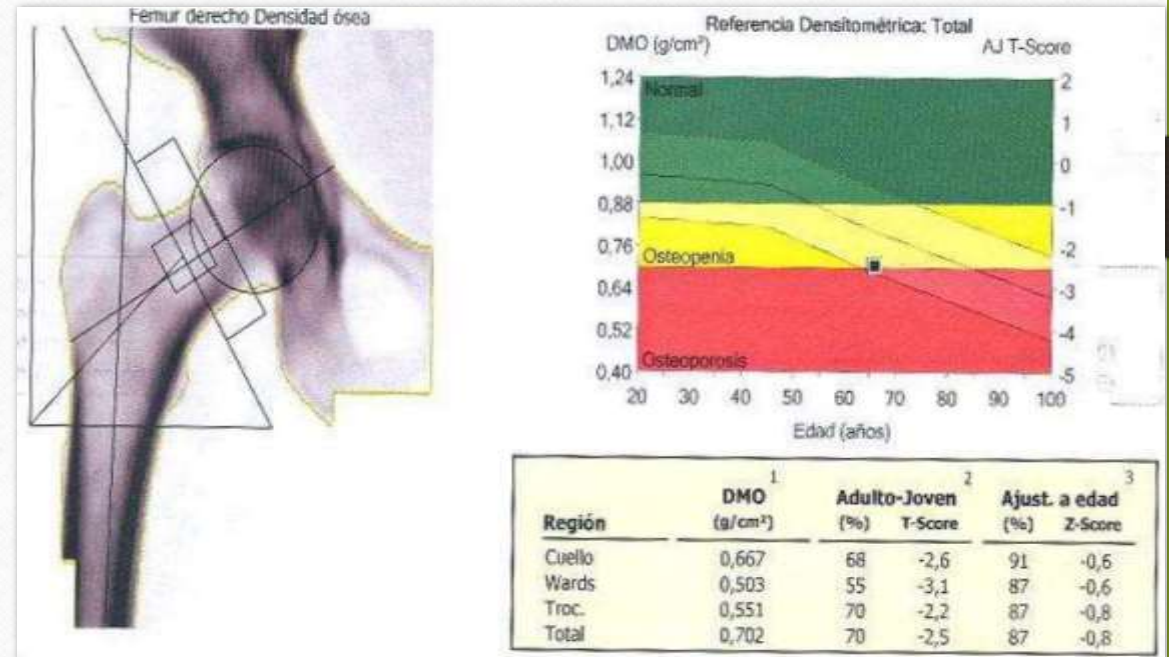 Femur derecho Densidad ósea
Referencia Densitométrica: Total
DMO (g/cm²) AJ T-Score
1,24 2
Normal
1,12 1
1,00 0
0,88 -1
0,76 -2
Osteopenia
0,64 -3
0,52 -4
Osteoporosis
0,40 -5
20 30 40 50 60 70 80 90 100
Edad (años)
1 2 3
DMO Adulto-Joven Ajust. a edad
Región (g/cm²) (%) T-Score (%) Z-Score
Cuello 0,667 68 -2,6 91 -0,6
Wards 0,503 55 -3,1 87 -0,6
Troc. 0,551 70 -2,2 87 -0,8
Total 0,702 70 -2,5 87 -0,8